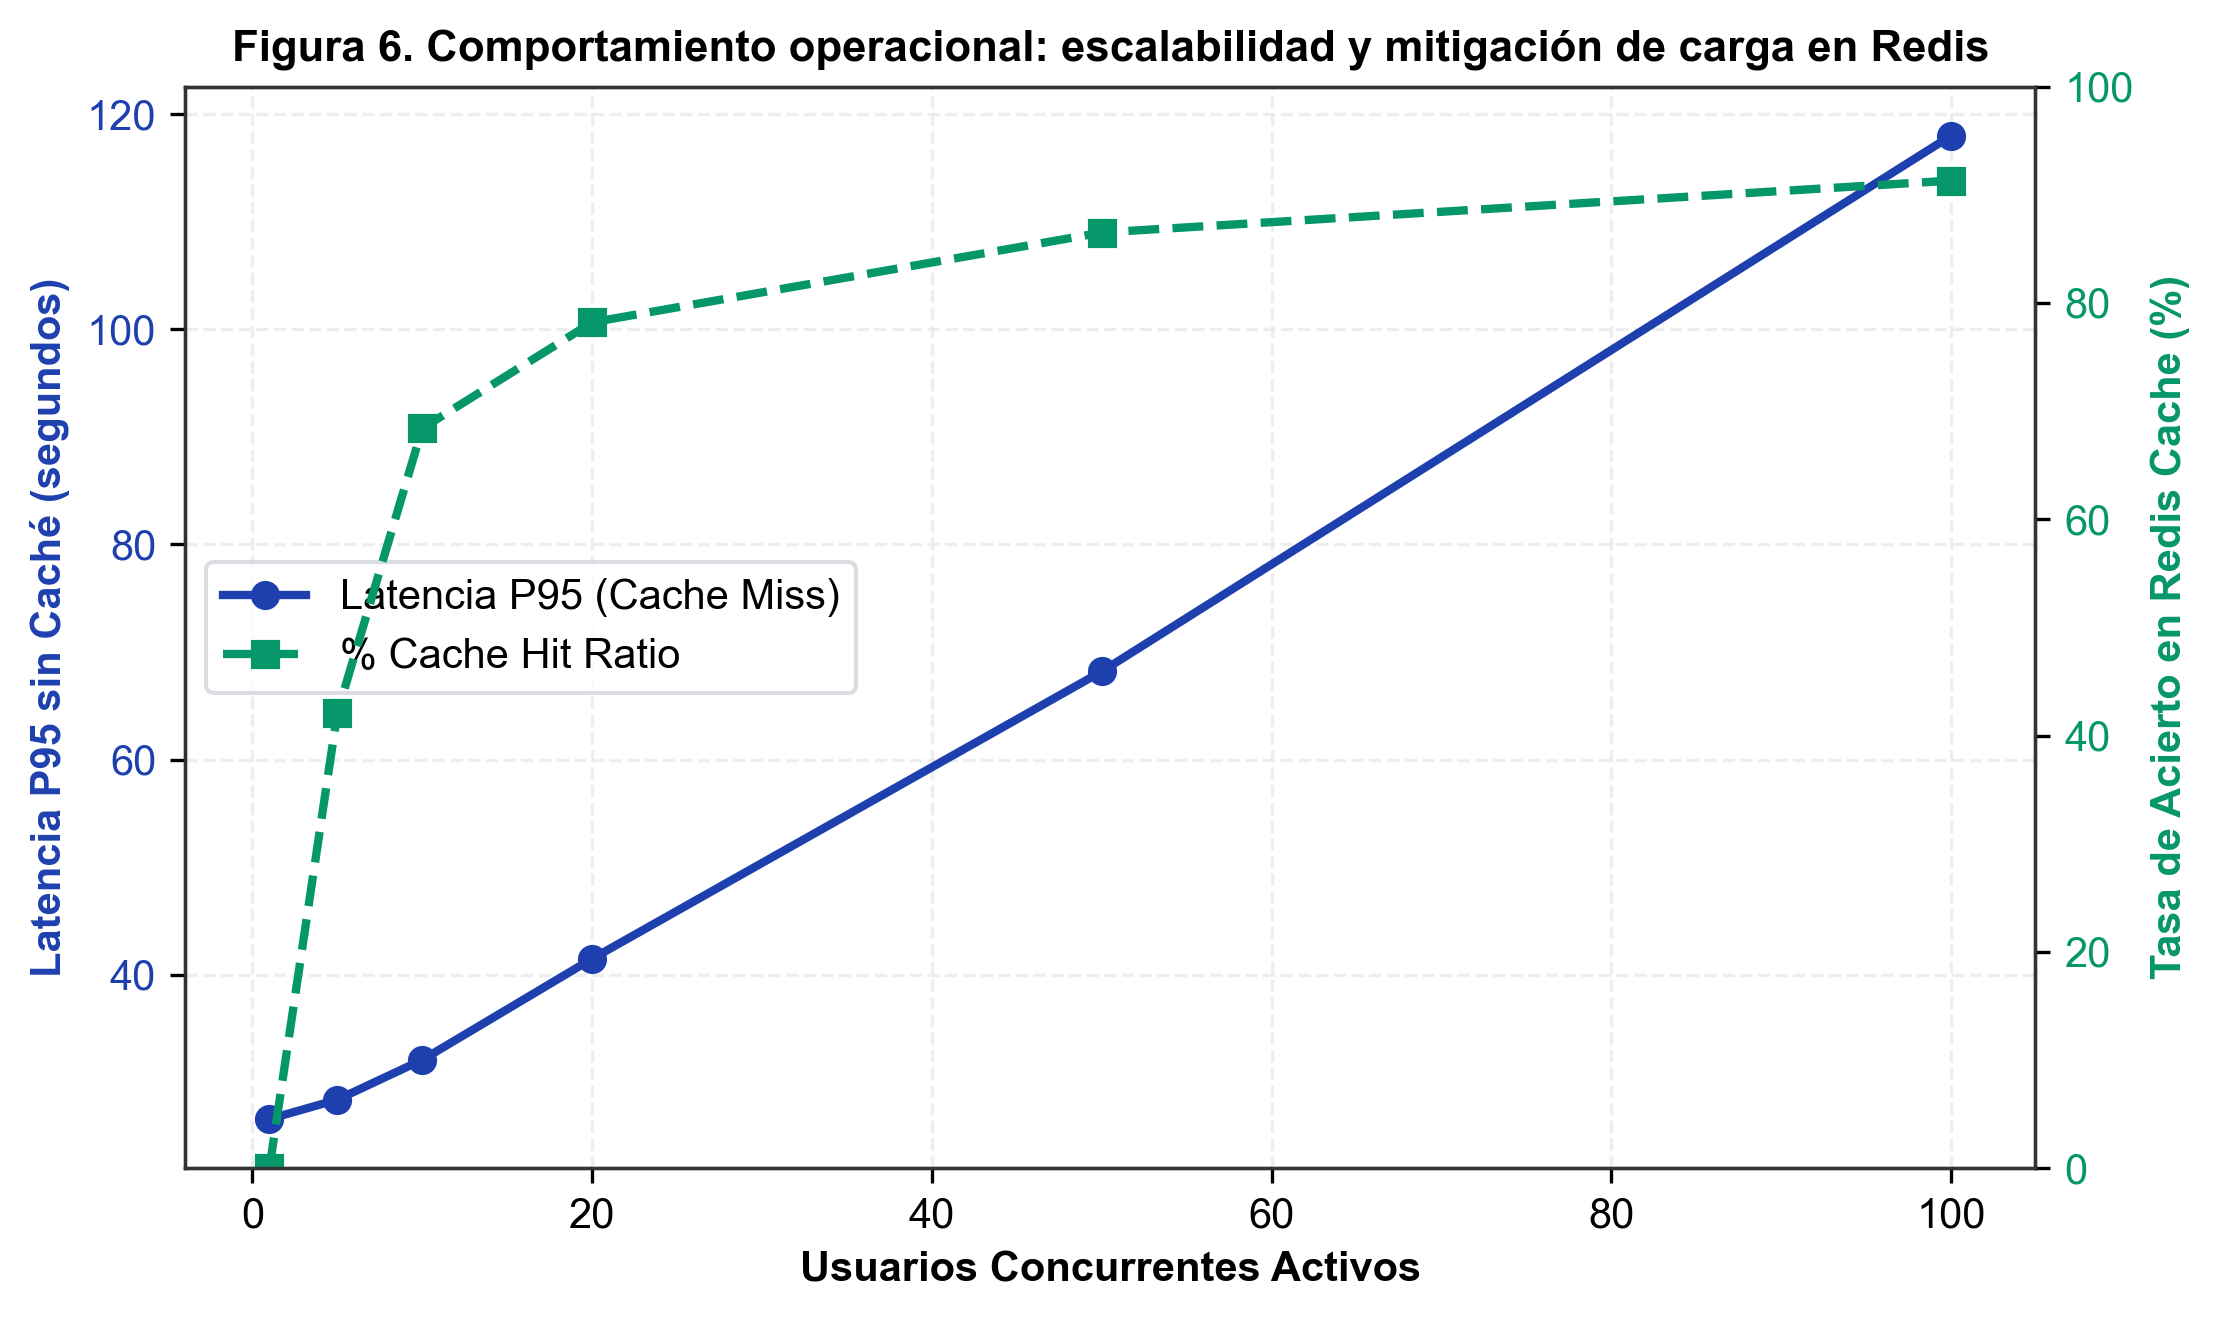 Figura 6. Comportamiento operacional: escalabilidad y mitigación de carga en Redis
120
100
80
60
40
Latencia P95 sin Caché (segundos)
Latencia P95 (Cache Miss)
% Cache Hit Ratio
100
80
60
40
20
0
Tasa de Acierto en Redis Cache (%)
0
20
40
60
80
100
Usuarios Concurrentes Activos